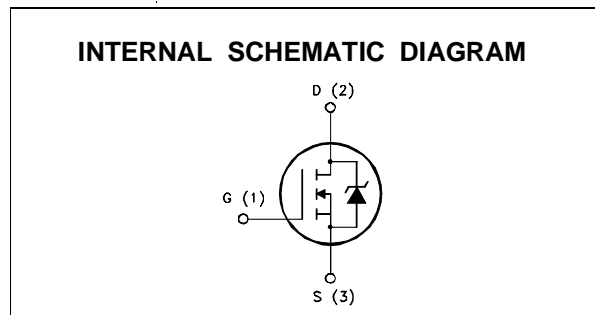 INTERNAL SCHEMATIC DIAGRAM
D (2)
G (1)
S (3)